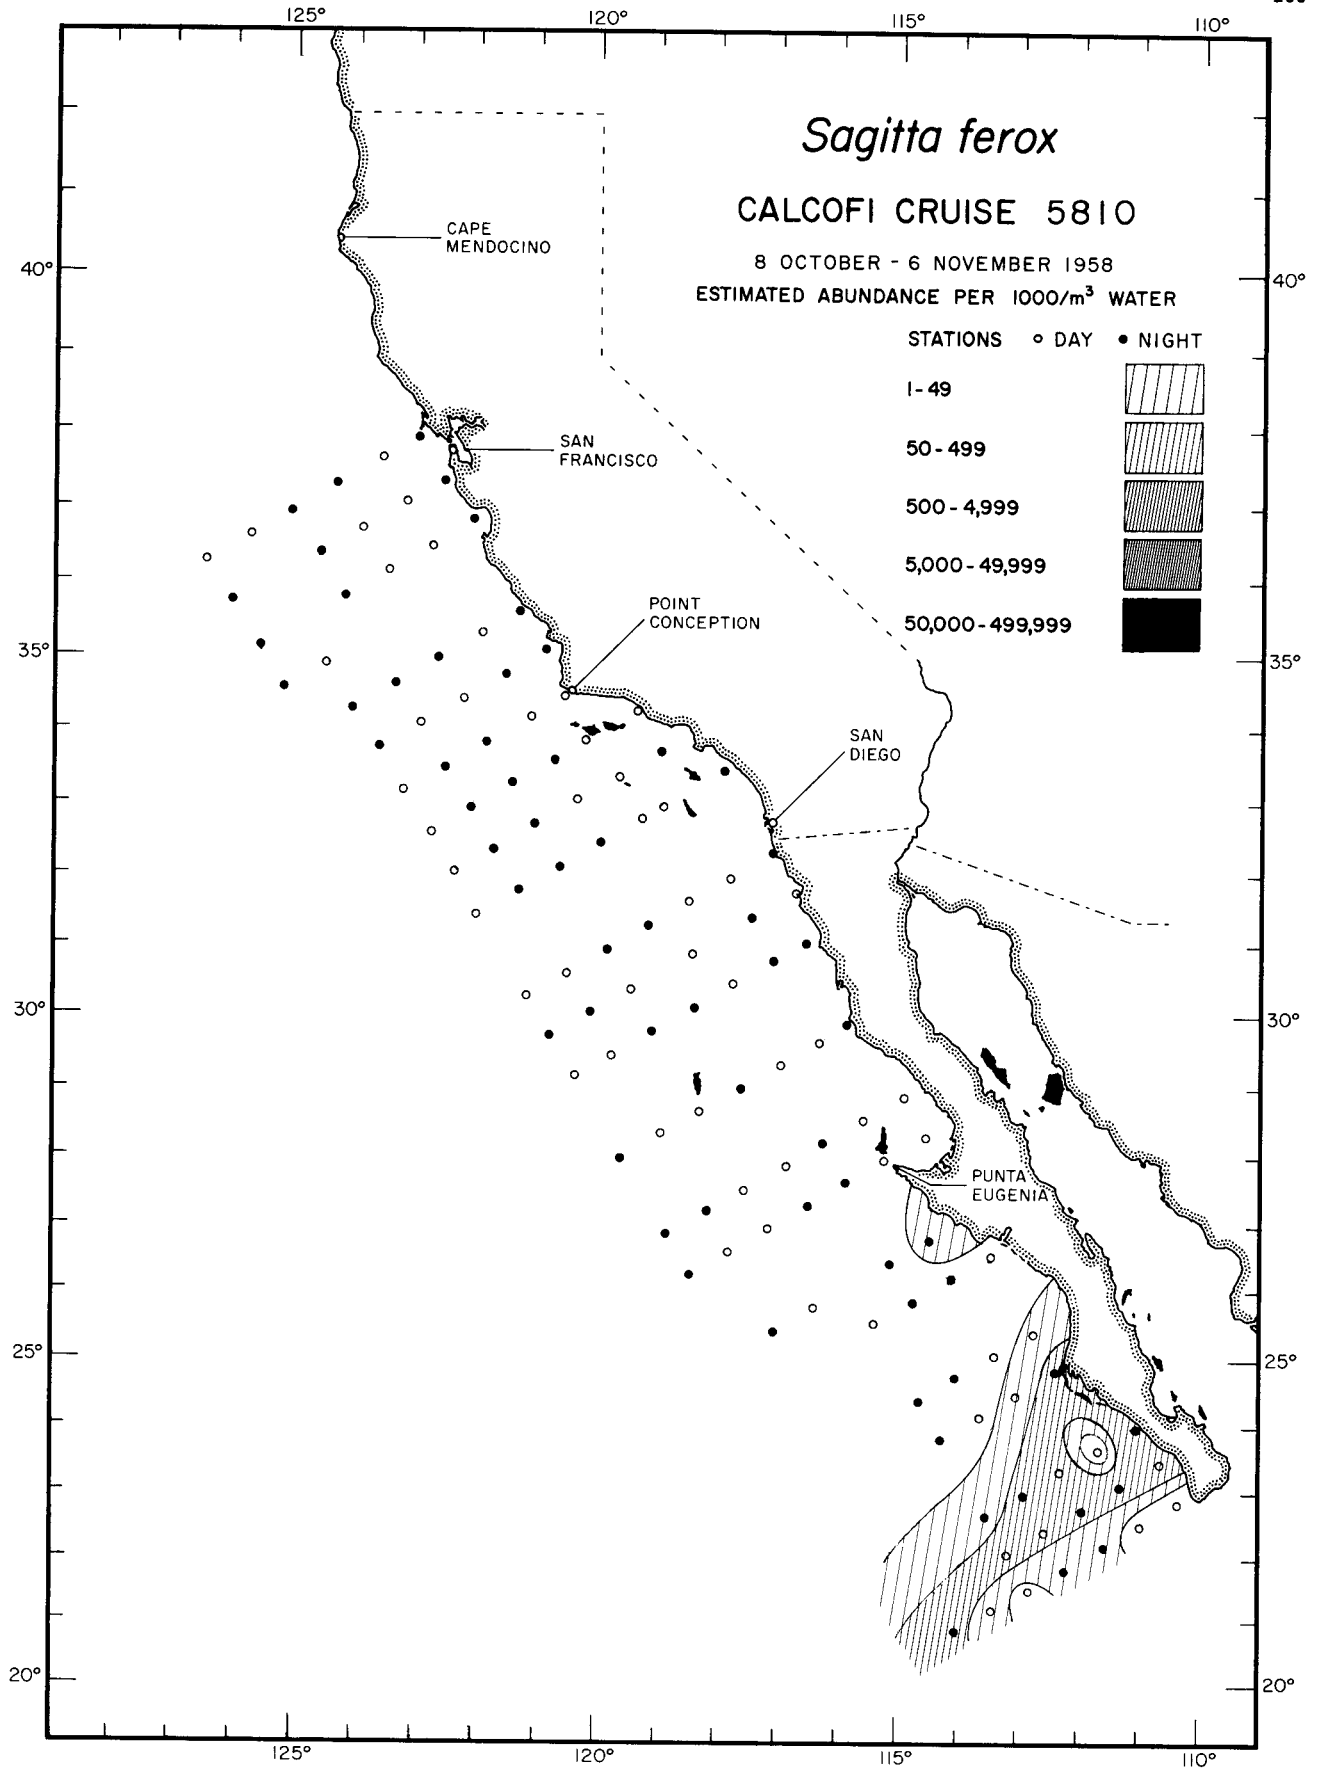 125°
120°
115°
110°
Sagitta ferox
CALCOFI CRUISE 5810
8 OCTOBER - 6 NOVEMBER 1958
ESTIMATED ABUNDANCE PER 1000/m³ WATER
STATIONS ○ DAY ● NIGHT
1-49
50-499
500-4,999
5,000-49,999
50,000-499,999
CAPE
MENDOCINO
40°
40°
SAN
FRANCISCO
POINT
CONCEPTION
35°
35°
SAN
DIEGO
30°
30°
PUNTA
EUGENIA
25°
25°
20°
20°
125°
120°
115°
110°